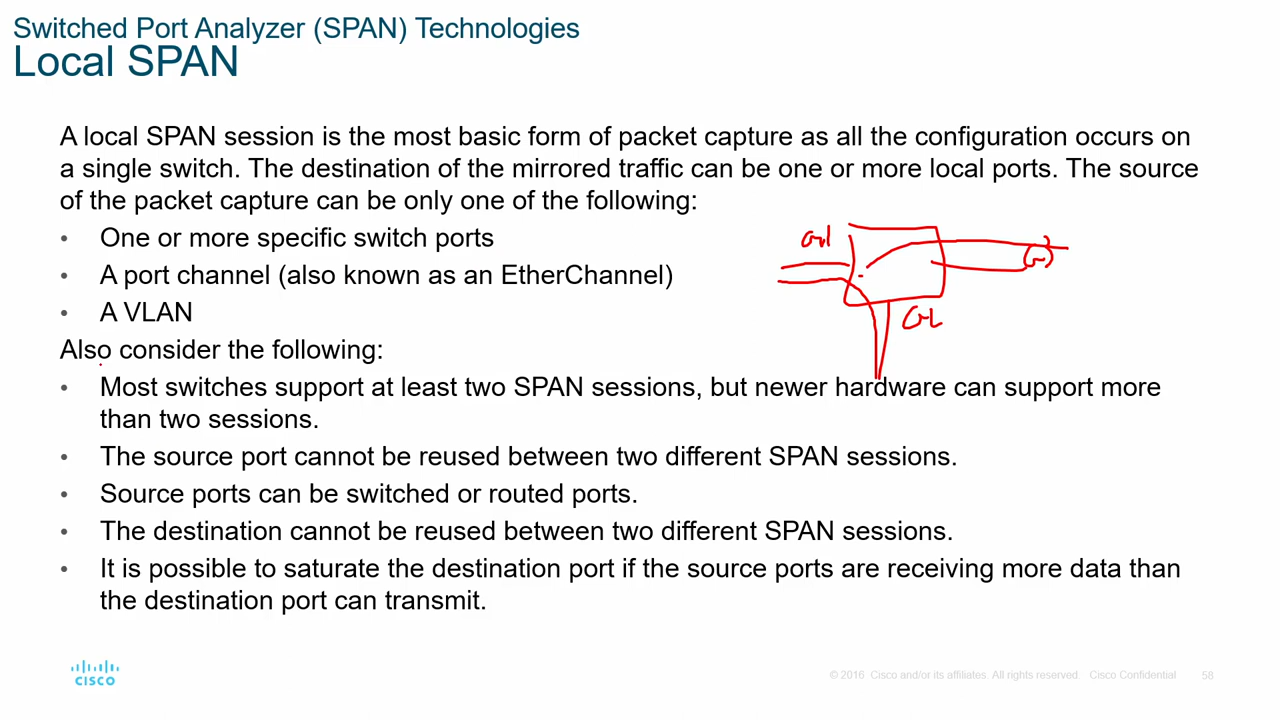 Switched Port Analyzer (SPAN) Technologies
Local SPAN
A local SPAN session is the most basic form of packet capture as all the configuration occurs on
a single switch. The destination of the mirrored traffic can be one or more local ports. The source
of the packet capture can be only one of the following:
• One or more specific switch ports
• A port channel (also known as an EtherChannel)
• A VLAN
Also consider the following:
• Most switches support at least two SPAN sessions, but newer hardware can support more
than two sessions.
• The source port cannot be reused between two different SPAN sessions.
• Source ports can be switched or routed ports.
• The destination cannot be reused between two different SPAN sessions.
• It is possible to saturate the destination port if the source ports are receiving more data than
the destination port can transmit.
CISCO
© 2016 Cisco and/or its affiliates. All rights reserved. Cisco Confidential 58